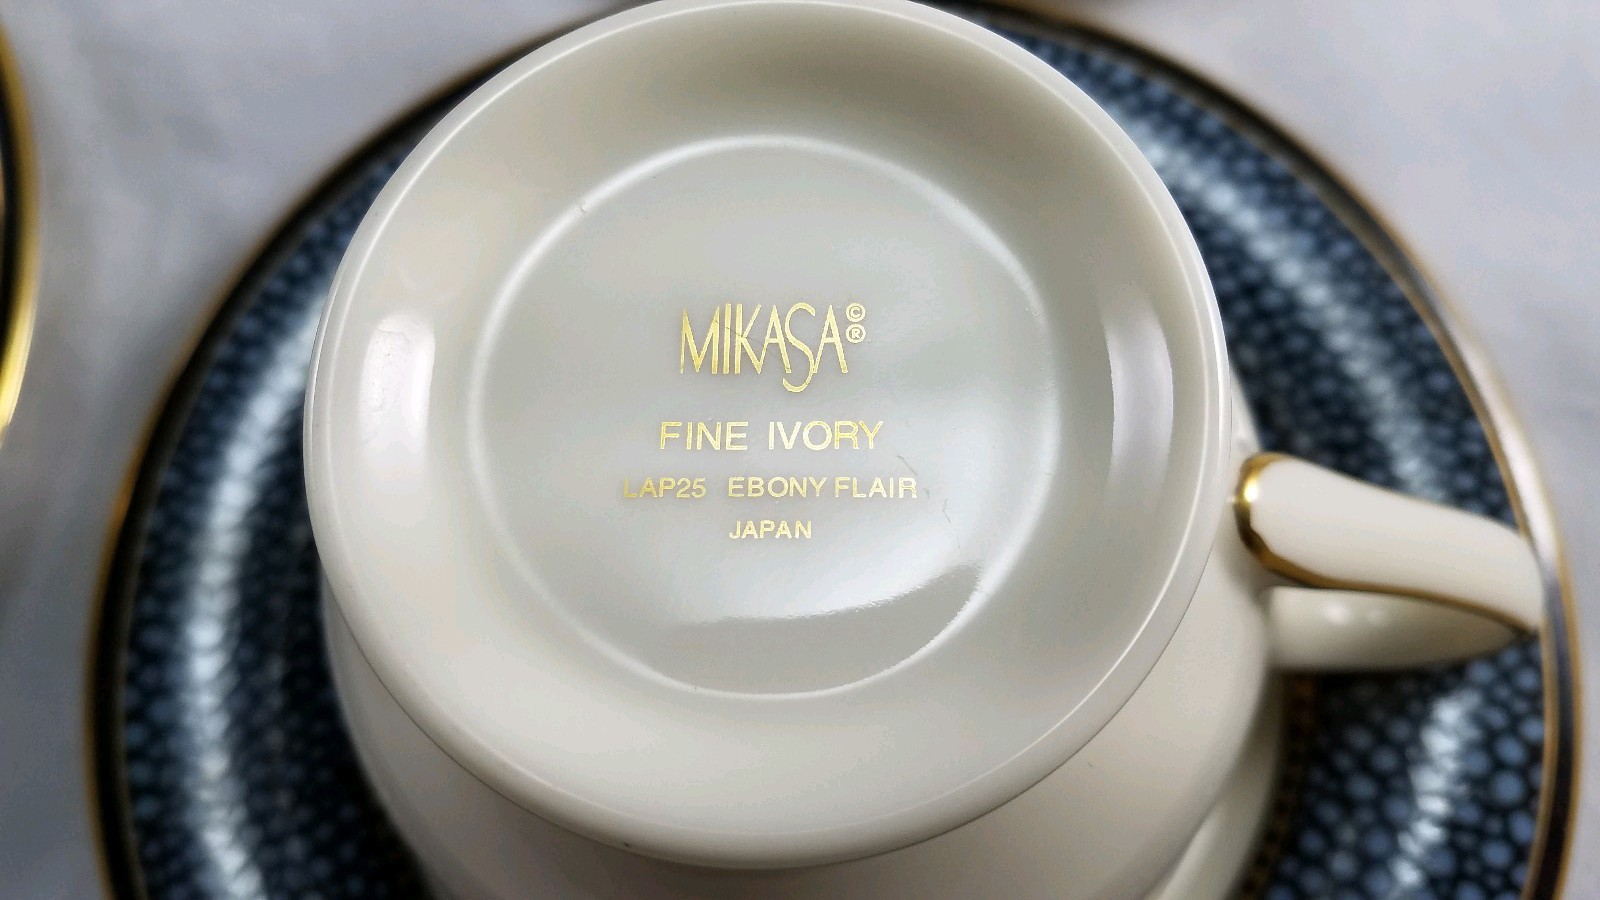 MIKASA©®
FINE IVORY
LAP25 EBONY FLAIR
JAPAN